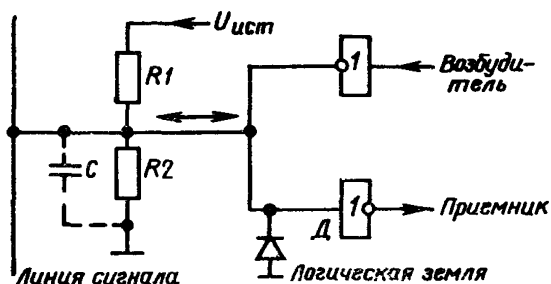 Uист
R1
1
Возбуди-
тель
C
R2
1
Приемник
Д
Линия сигнала
Логическая земля